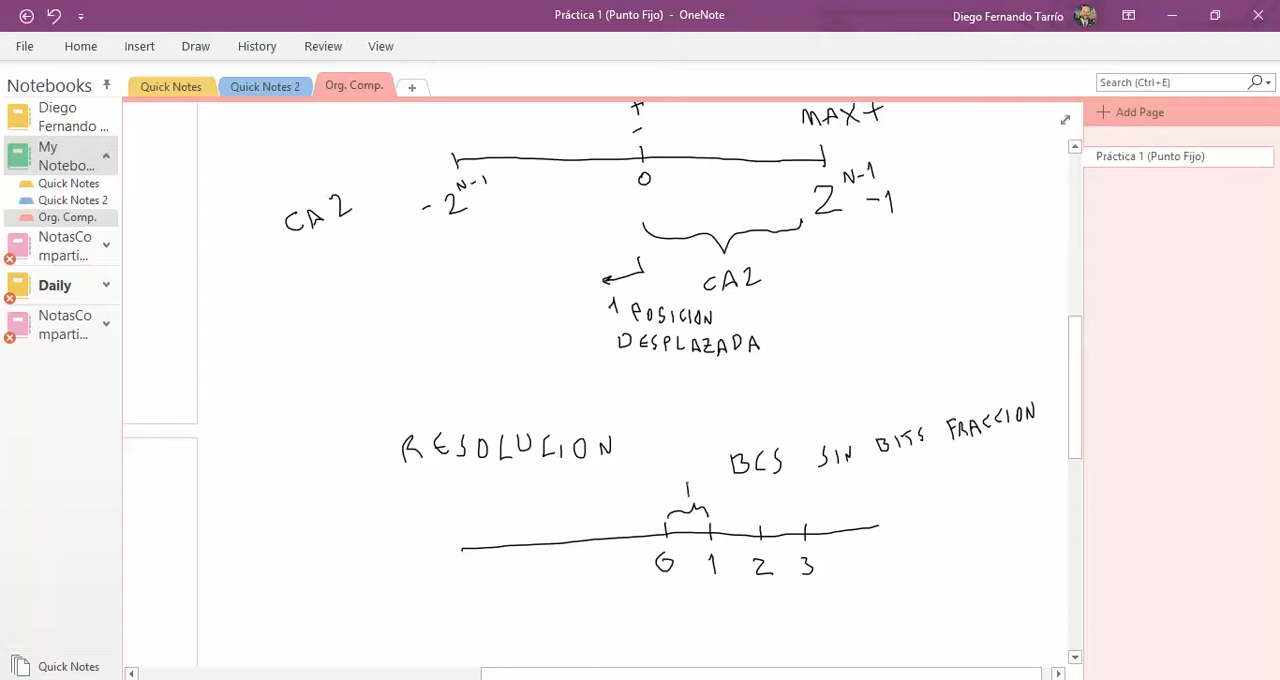 Práctica 1 (Punto Fijo) - OneNote
Diego Fernando Tarrío
File Home Insert Draw History Review View
Notebooks
Quick Notes
Quick Notes 2
Org. Comp.
+
Search (Ctrl+E)
Diego
Fernando ...
My
Notebo...
Quick Notes
Quick Notes 2
Org. Comp.
NotasCo
mparti...
Daily
NotasCo
mparti...
Quick Notes
Add Page
Práctica 1 (Punto Fijo)
+
-
MAX+
0
CA2
-2^N-1
2^N-1 -1
CA2
1 POSICION
DESPLAZADA
RESOLUCION
BCS SIN BITS FRACCION
1
0 1 2 3